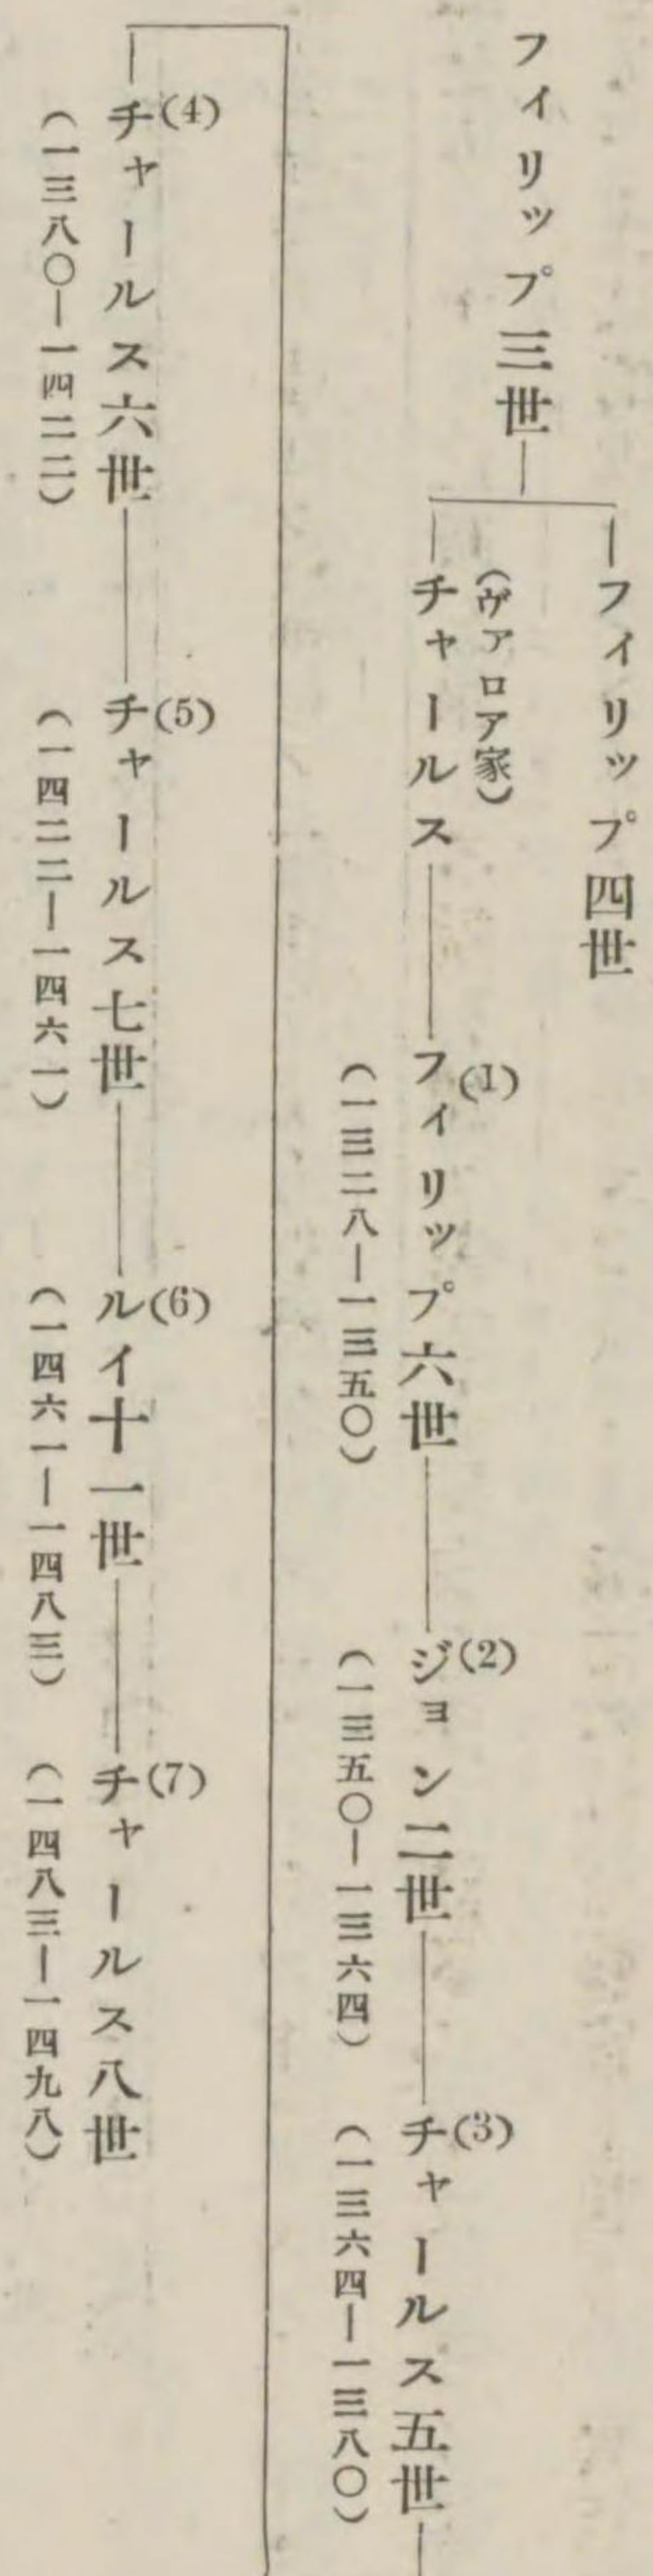 フィリップ三世
フィリップ四世
(ヴァロア家)
チャールス
(1)フィリップ六世
(一三二八―一三五〇)
(2)ジョン二世
(一三五〇―一三六四)
(3)チャールス五世
(一三六四―一三八〇)
(4)チャールス六世
(一三八〇―一四二二)
(5)チャールス七世
(一四二二―一四六一)
(6)ルイ十一世
(一四六一―一四八三)
(7)チャールス八世
(一四八三―一四九八)